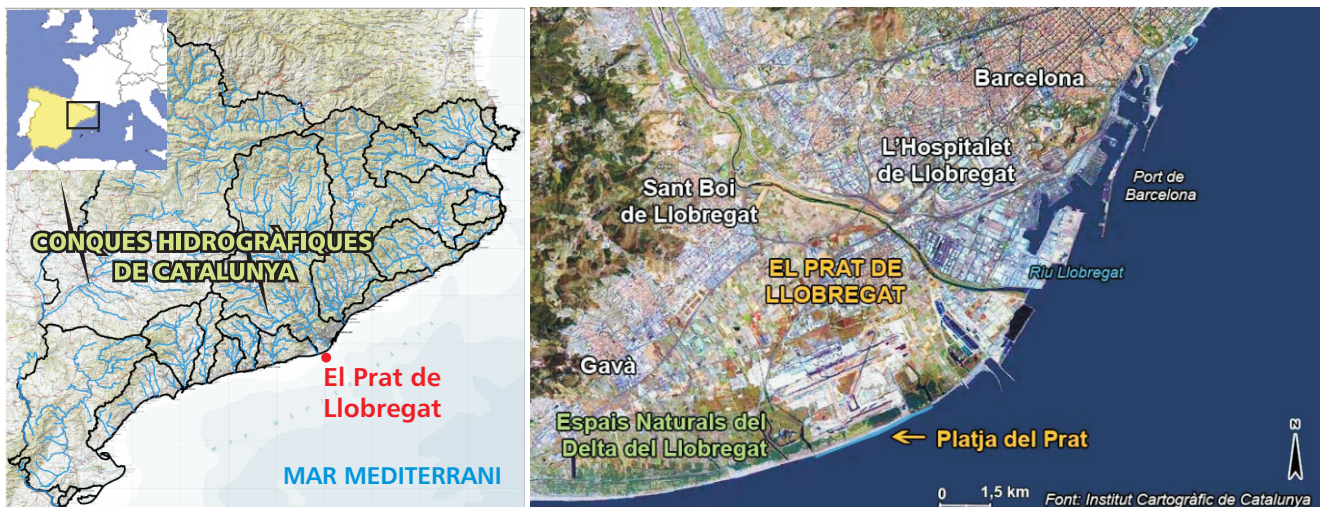 CONQUES HIDROGRÀFIQUES
DE CATALUNYA
El Prat de
Llobregat
MAR MEDITERRANI
Barcelona
L'Hospitalet
de Llobregat
Sant Boi
de Llobregat
Port de
Barcelona
EL PRAT DE
LLOBREGAT
Riu Llobregat
Gavà
Espais Naturals del
Delta del Llobregat
Platja del Prat
N
0 1,5 km
Font: Institut Cartogràfic de Catalunya